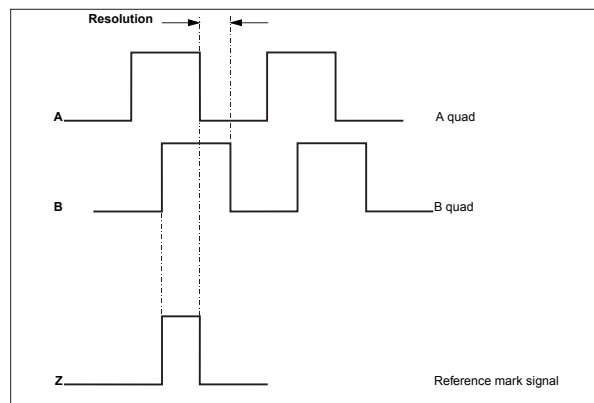 Resolution
A
A quad
B
B quad
Z
Reference mark signal